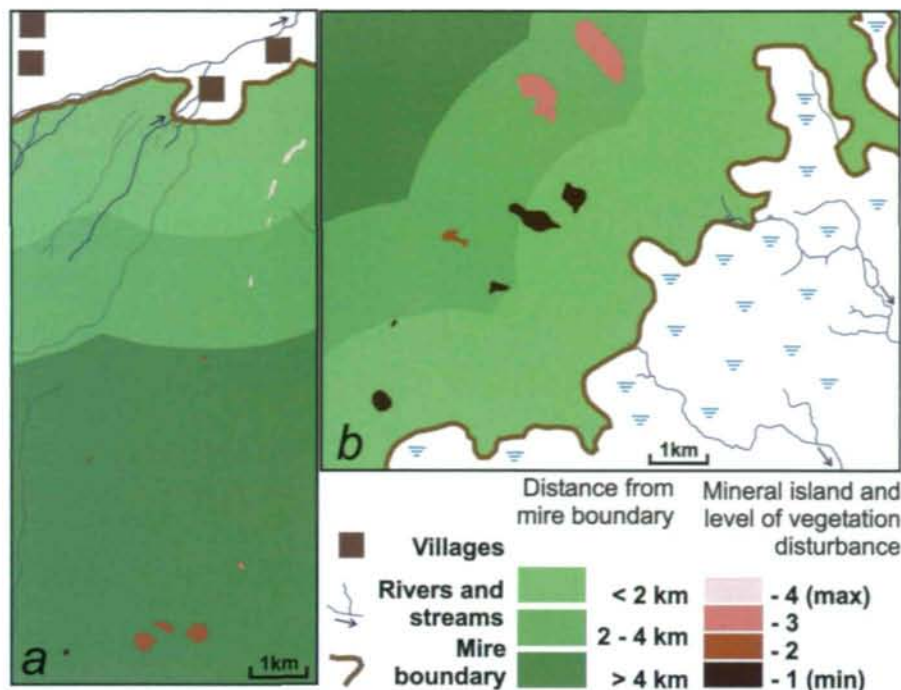 a
1km
b
1km
Villages
Rivers and
streams
Mire
boundary
Distance from
mire boundary
< 2 km
2 - 4 km
> 4 km
Mineral island and
level of vegetation
disturbance
- 4 (max)
- 3
- 2
- 1 (min)